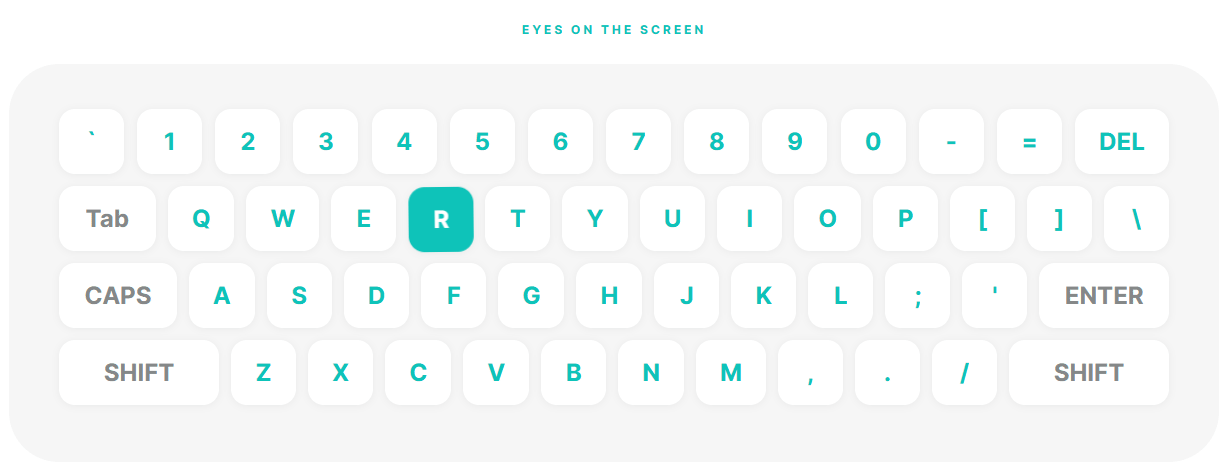 EYES ON THE SCREEN
` 1 2 3 4 5 6 7 8 9 0 - = DEL
Tab Q W E R T Y U I O P [ ] \
CAPS A S D F G H J K L ; ' ENTER
SHIFT Z X C V B N M , . / SHIFT